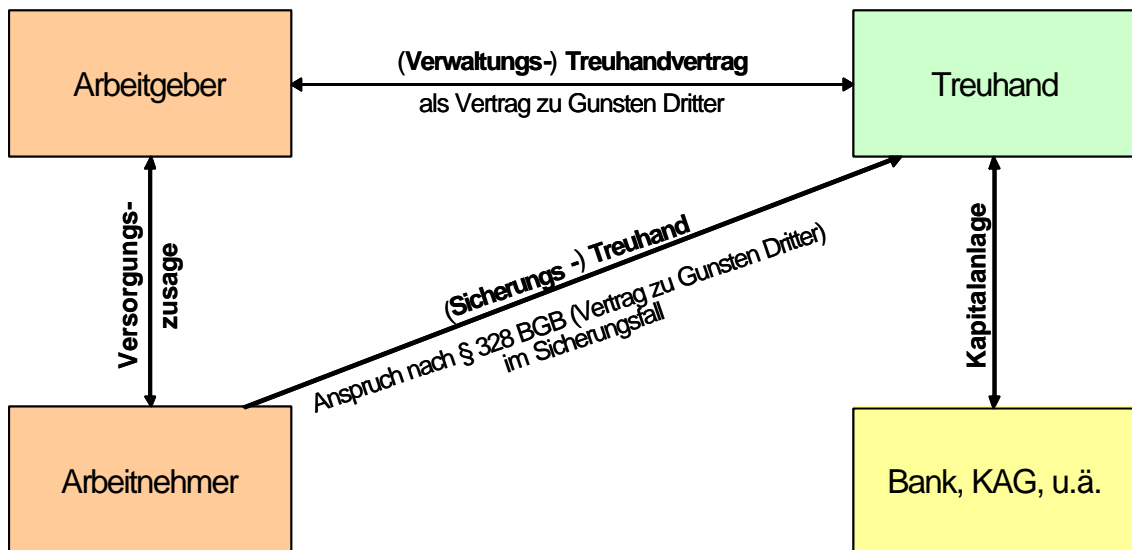 Arbeitgeber
(Verwaltungs-) Treuhandvertrag
als Vertrag zu Gunsten Dritter
Treuhand
Versorgungs-
zusage
(Sicherungs -) Treuhand
Anspruch nach § 328 BGB (Vertrag zu Gunsten Dritter)
im Sicherungsfall
Kapitalanlage
Arbeitnehmer
Bank, KAG, u.ä.